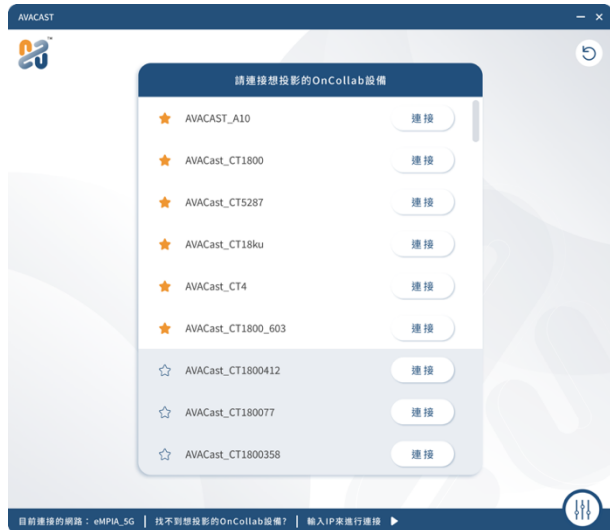 AVACAST
請連接想投影的OnCollab設備
AVACAST_A10 連接
AVACast_CT1800 連接
AVACast_CT5287 連接
AVACast_CT18ku 連接
AVACast_CT4 連接
AVACast_CT1800_603 連接
AVACast_CT1800412 連接
AVACast_CT180077 連接
AVACast_CT1800358 連接
目前連接的網路：eMPIA_5G | 找不到想投影的OnCollab設備? | 輸入IP來進行連接